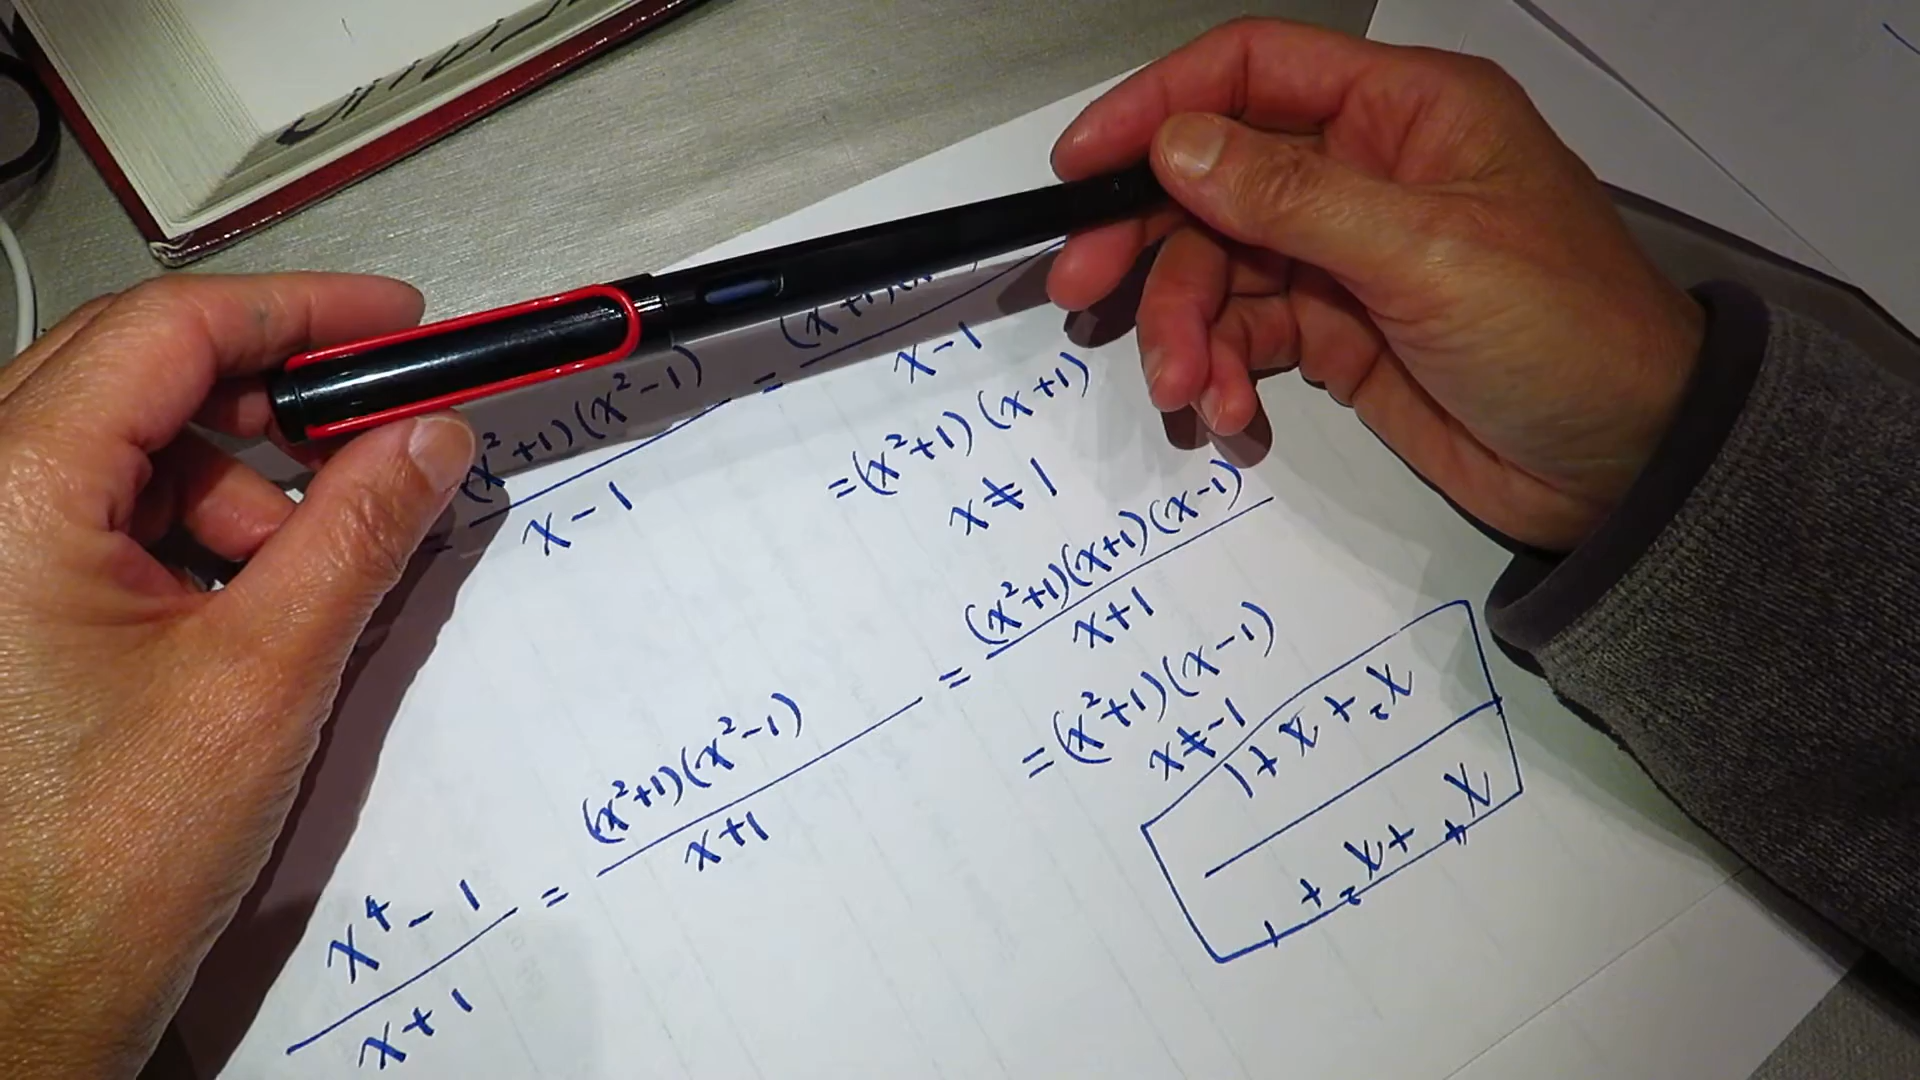 = (x²+1)(x²-1) / x-1 = (x+1)( / x-1
= (x²+1)(x+1)
x≠1
x⁴-1 / x+1 = (x²+1)(x²-1) / x+1 = (x²+1)(x+1)(x-1) / x+1
= (x²+1)(x-1)
x≠-1
x⁴+x²+1 / x²+x+1